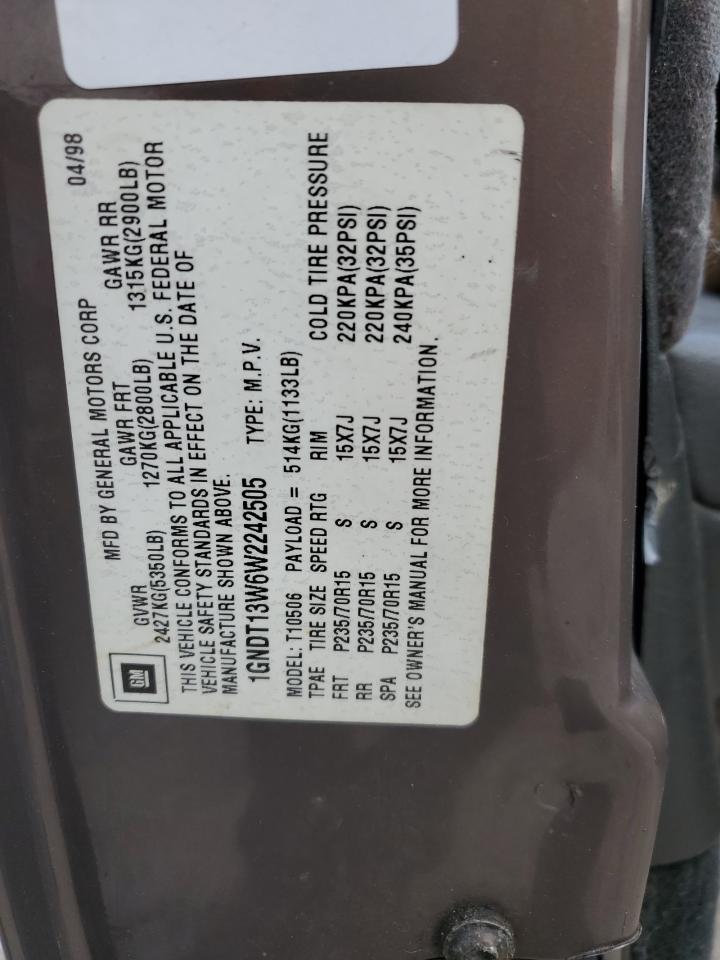 MFD BY GENERAL MOTORS CORP 04/98
GM
GVWR GAWR FRT GAWR RR
2427KG(5350LB) 1270KG(2800LB) 1315KG(2900LB)
THIS VEHICLE CONFORMS TO ALL APPLICABLE U.S. FEDERAL MOTOR
VEHICLE SAFETY STANDARDS IN EFFECT ON THE DATE OF
MANUFACTURE SHOWN ABOVE.
1GNDT13W6W2242505 TYPE: M.P.V.
MODEL: T10506 PAYLOAD = 514KG(1133LB)
TPAE TIRE SIZE SPEED RTG RIM COLD TIRE PRESSURE
FRT P235/70R15 S 15X7J 220KPA(32PSI)
RR P235/70R15 S 15X7J 220KPA(32PSI)
SPA P235/70R15 S 15X7J 240KPA(35PSI)
SEE OWNER'S MANUAL FOR MORE INFORMATION.